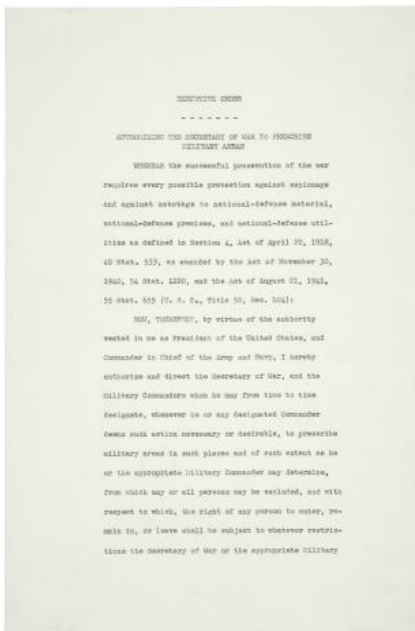 EXECUTIVE ORDER
- - - - - - -
AUTHORIZING THE SECRETARY OF WAR TO PRESCRIBE
MILITARY AREAS
WHEREAS the successful prosecution of the war
requires every possible protection against espionage
and against sabotage to national-defense material,
national-defense premises, and national-defense util-
ities as defined in Section 4, Act of April 20, 1918,
40 Stat. 533, as amended by the Act of November 30,
1940, 54 Stat. 1220, and the Act of August 21, 1941,
55 Stat. 655 (U. S. C., Title 50, Sec. 104):
NOW, THEREFORE, by virtue of the authority
vested in me as President of the United States, and
Commander in Chief of the Army and Navy, I hereby
authorize and direct the Secretary of War, and the
Military Commanders whom he may from time to time
designate, whenever he or any designated Commander
deems such action necessary or desirable, to prescribe
military areas in such places and of such extent as he
or the appropriate Military Commander may determine,
from which any or all persons may be excluded, and with
respect to which, the right of any person to enter, re-
main in, or leave shall be subject to whatever restric-
tions the Secretary of War or the appropriate Military